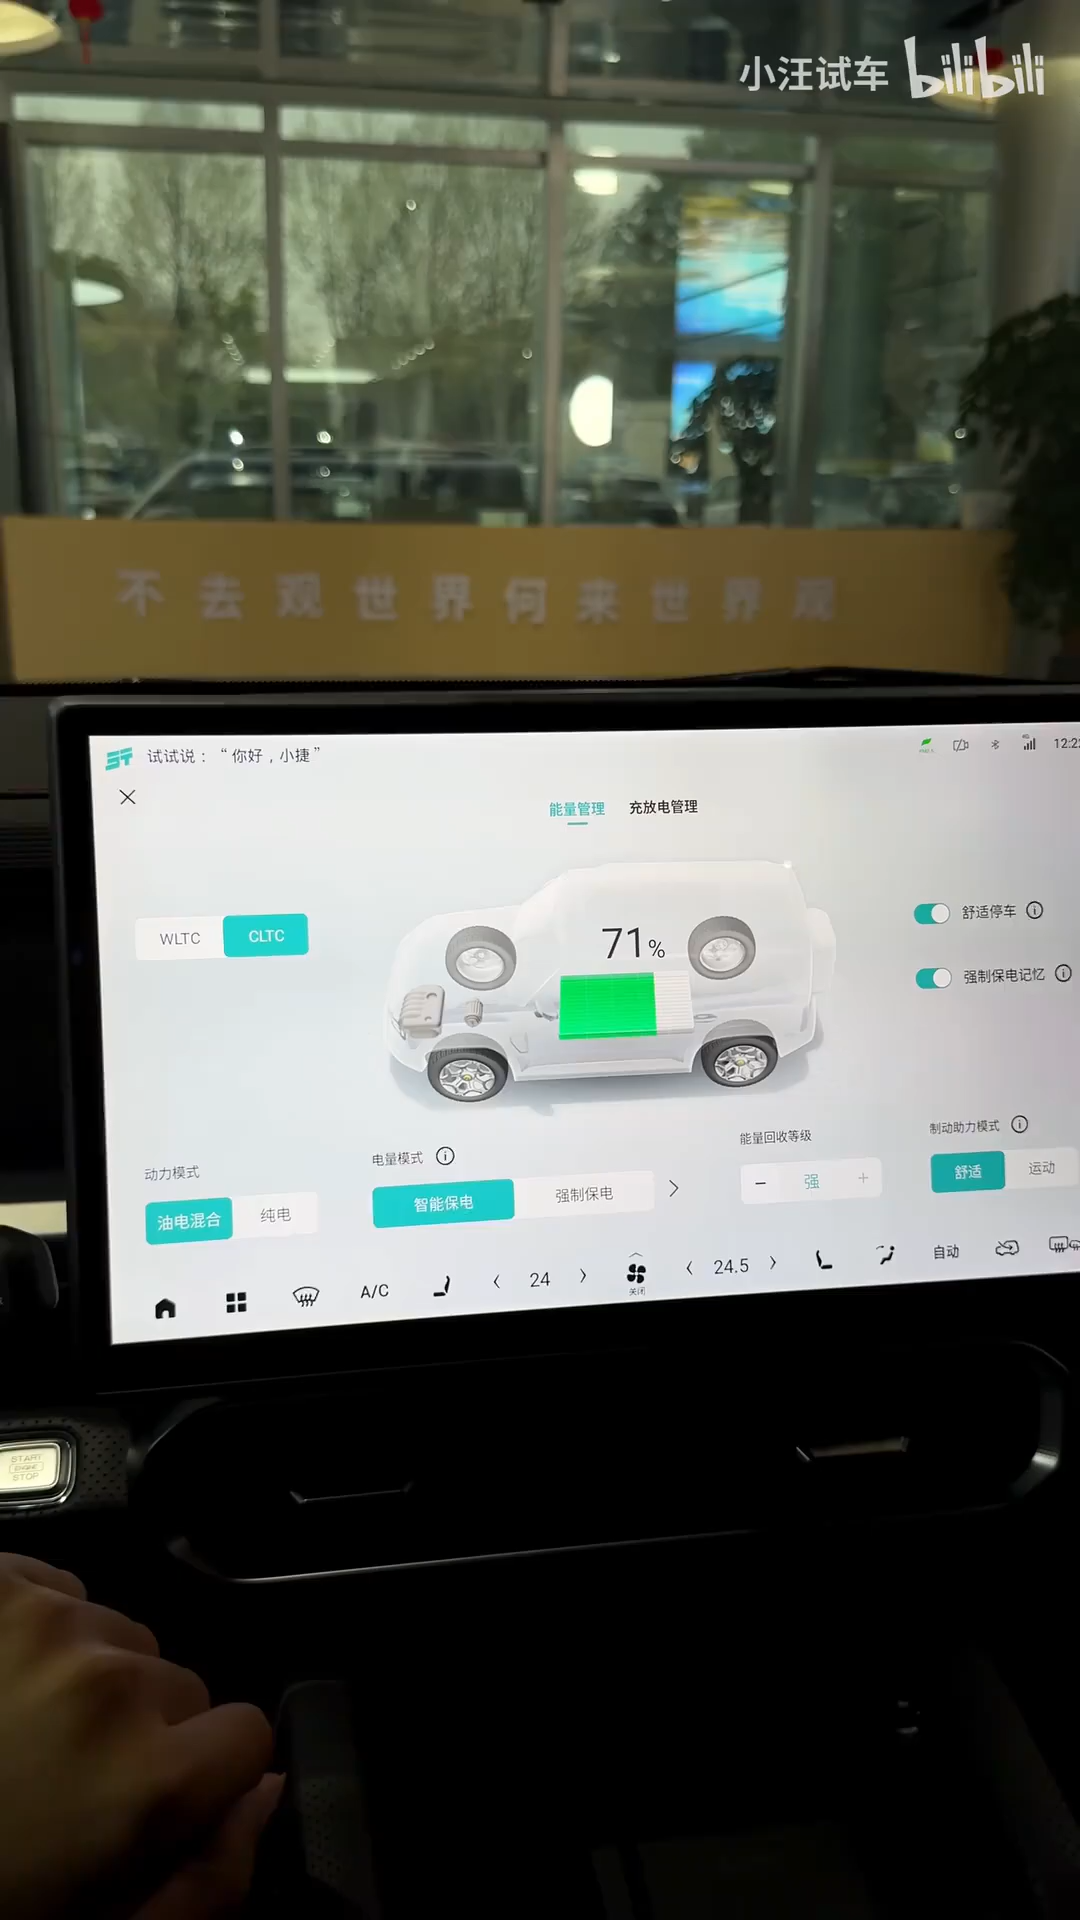 小汪试车 bilibili
不去观世界何来世界观
试试说：“你好，小捷”
12:2
能量管理 充放电管理
WLTC CLTC
71%
舒适停车
强制保电记忆
动力模式
油电混合 纯电
电量模式
智能保电 强制保电
能量回收等级
强
制动助力模式
舒适 运动
A/C 24 关闭 24.5 自动
START
ENGINE
STOP